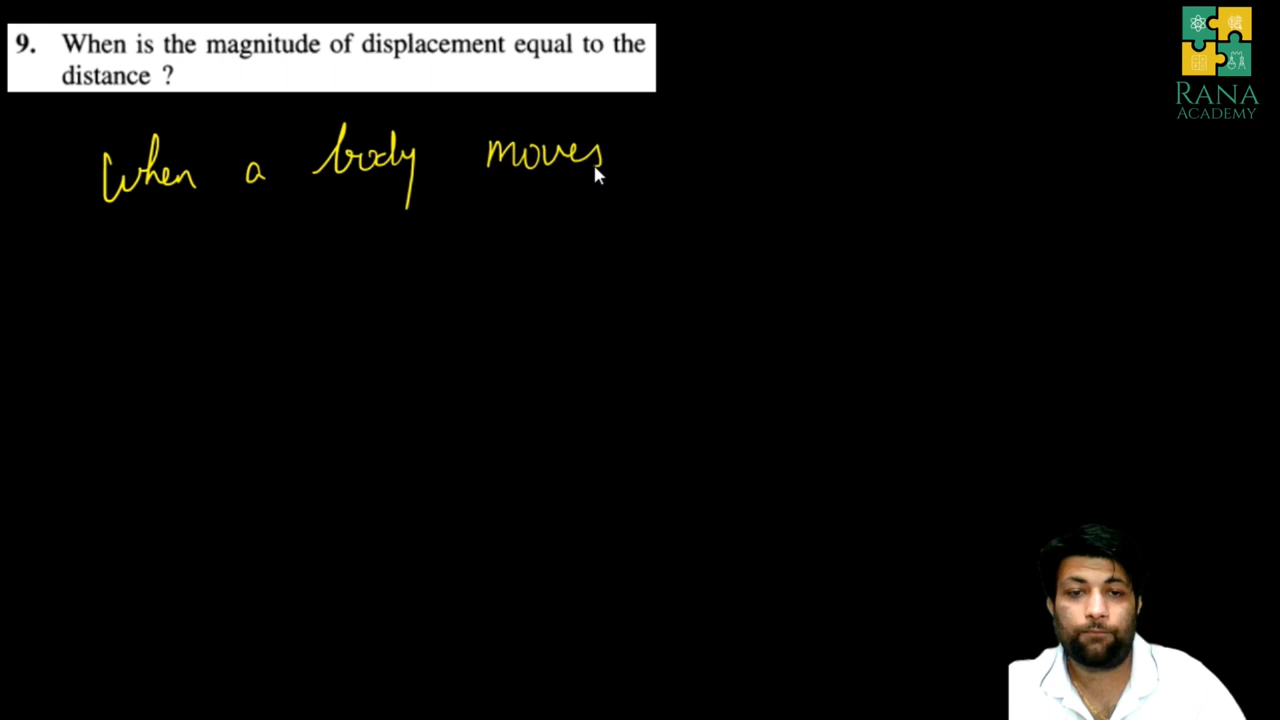 9. When is the magnitude of displacement equal to the
distance ?
RANA
ACADEMY
When a body moves